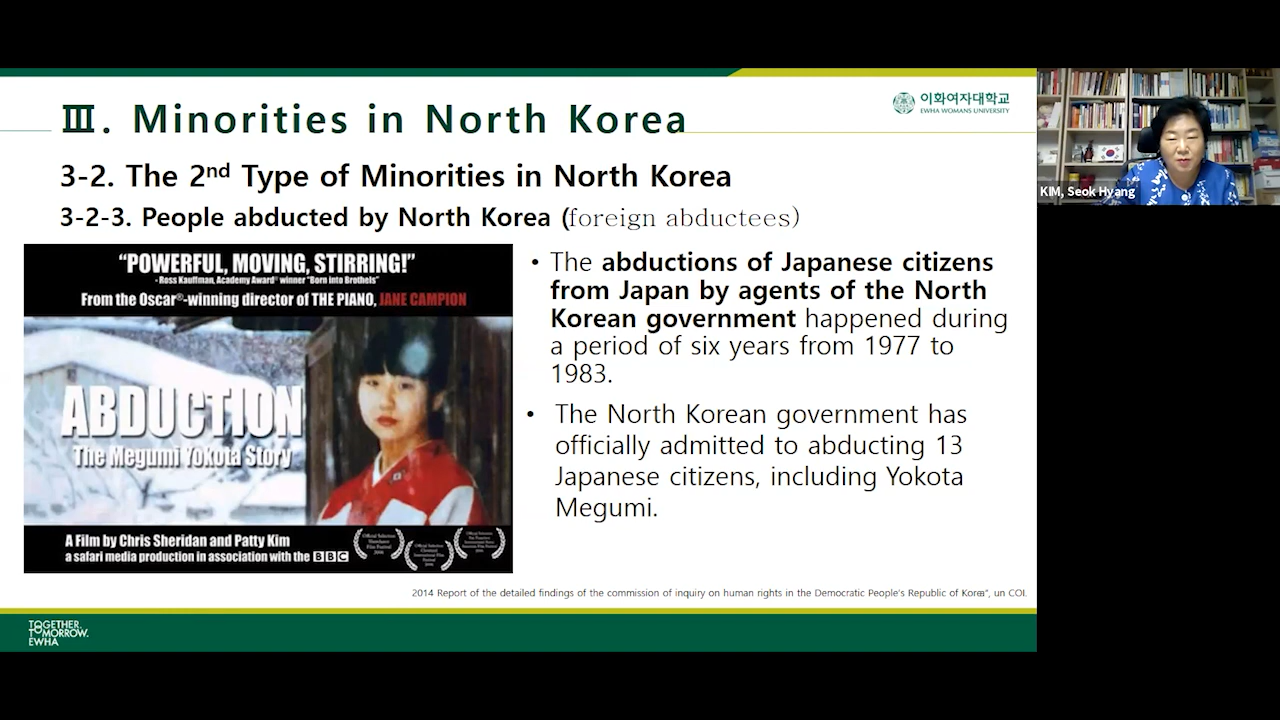 Ⅲ. Minorities in North Korea
이화여자대학교
EWHA WOMANS UNIVERSITY
KIM, Seok Hyang
3-2. The 2nd Type of Minorities in North Korea
3-2-3. People abducted by North Korea (foreign abductees)
“POWERFUL, MOVING, STIRRING!”
- Ross Kauffman, Academy Award® winner "Born into Brothels"
From the Oscar®-winning director of THE PIANO, JANE CAMPION
ABDUCTION
The Megumi Yokota Story
A Film by Chris Sheridan and Patty Kim
a safari media production in association with the BBC
• The abductions of Japanese citizens
from Japan by agents of the North
Korean government happened during
a period of six years from 1977 to
1983.
• The North Korean government has
officially admitted to abducting 13
Japanese citizens, including Yokota
Megumi.
2014 Report of the detailed findings of the commission of inquiry on human rights in the Democratic People's Republic of Korea", un COI.
TOGETHER.
TOMORROW.
EWHA